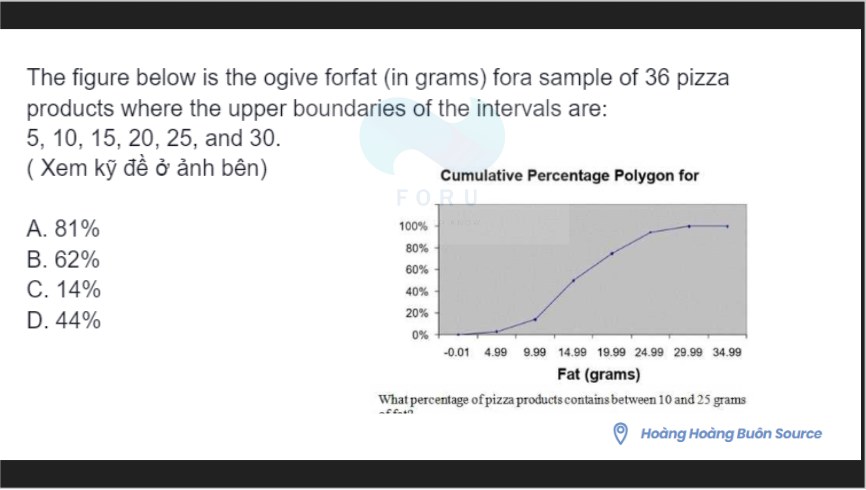 The figure below is the ogive forfat (in grams) fora sample of 36 pizza
products where the upper boundaries of the intervals are:
5, 10, 15, 20, 25, and 30.
( Xem kỹ đề ở ảnh bên)
FORU
A. 81%
B. 62%
C. 14%
D. 44%
Cumulative Percentage Polygon for
100%
80%
60%
40%
20%
0%
-0.01 4.99 9.99 14.99 19.99 24.99 29.99 34.99
Fat (grams)
What percentage of pizza products contains between 10 and 25 grams
Hoàng Hoàng Buôn Source